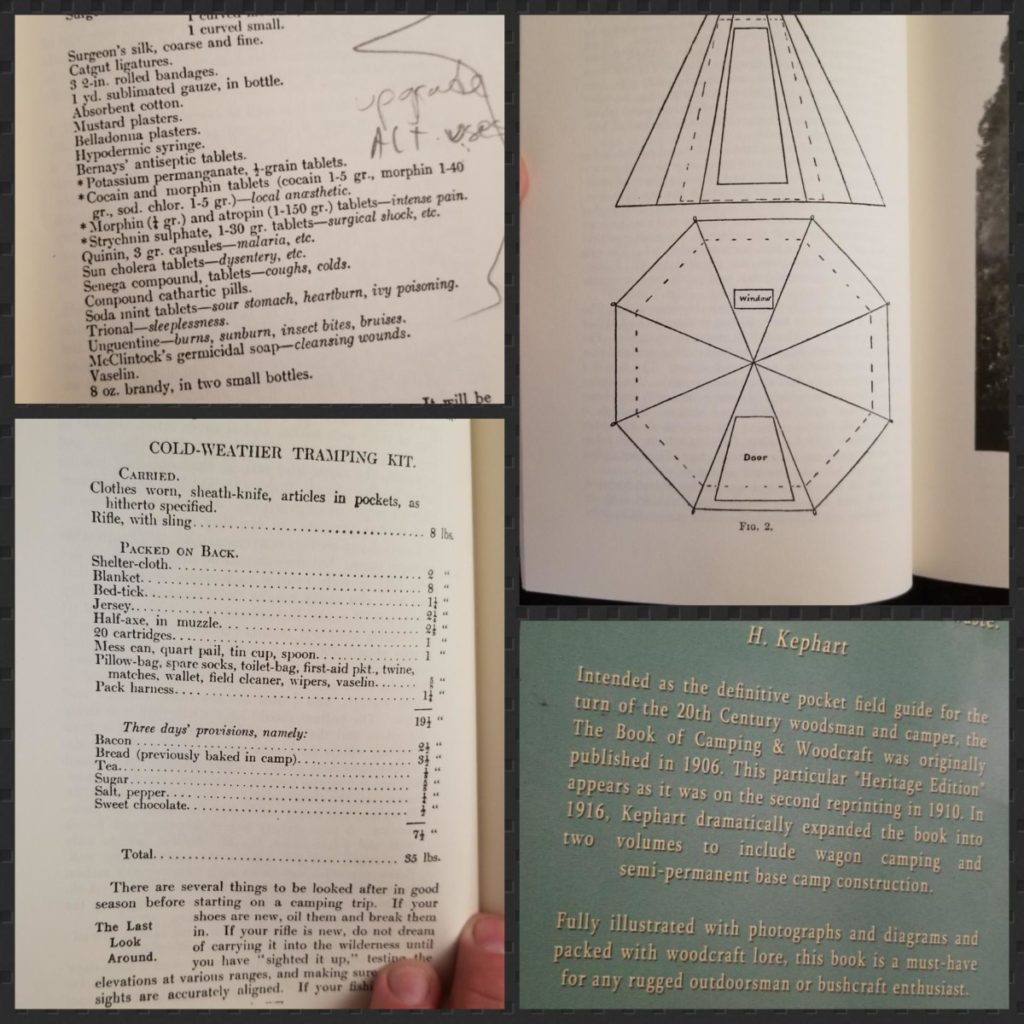 1 curved small.
Surgeon's silk, coarse and fine.
Catgut ligatures.
3 2-in. rolled bandages.
1 yd. sublimated gauze, in bottle.
Absorbent cotton.
Mustard plasters.
Belladonna plasters.
Hypodermic syringe.
Bernays' antiseptic tablets.
*Potassium permanganate, ½-grain tablets.
*Cocain and morphin tablets (cocain 1-5 gr., morphin 1-40
gr., sod. chlor. 1-5 gr.)—local anæsthetic.
*Morphin (¼ gr.) and atropin (1-150 gr.) tablets—intense pain.
*Strychnin sulphate, 1-30 gr. tablets—surgical shock, etc.
Quinin, 3 gr. capsules—malaria, etc.
Sun cholera tablets—dysentery, etc.
Senega compound, tablets—coughs, colds.
Compound cathartic pills.
Soda mint tablets—sour stomach, heartburn, ivy poisoning.
Trional—sleeplessness.
Unguentine—burns, sunburn, insect bites, bruises.
McClintock's germicidal soap—cleansing wounds.
Vaselin.
8 oz. brandy, in two small bottles.
It will be
upgrade
Alt. uses
Window
Door
Fig. 2.
COLD-WEATHER TRAMPING KIT.
Carried.
Clothes worn, sheath-knife, articles in pockets, as
hitherto specified.
Rifle, with sling 8 lbs.
Packed on Back.
Shelter-cloth 2 "
Blanket 8 "
Bed-tick 1¼ "
Jersey
Half-axe, in muzzle
20 cartridges
Mess can, quart pail, tin cup, spoon 1 "
Pillow-bag, spare socks, toilet-bag, first-aid pkt., twine,
matches, wallet, field cleaner, wipers, vaselin
Pack harness
19½ "
Three days' provisions, namely:
Bacon
Bread (previously baked in camp)
Tea
Sugar
Salt, pepper
Sweet chocolate
7½ "
Total 35 lbs.
There are several things to be looked after in good
season before starting on a camping trip. If your
shoes are new, oil them and break them
in. If your rifle is new, do not dream
of carrying it into the wilderness until
you have "sighted it up," testing the
The Last
Look
Around.
elevations at various ranges, and making sure
sights are accurately aligned. If your
H. Kephart
Intended as the definitive pocket field guide for the
turn of the 20th Century woodsman and camper, the
The Book of Camping & Woodcraft was originally
published in 1906. This particular "Heritage Edition"
appears as it was on the second reprinting in 1910. In
1916, Kephart dramatically expanded the book into
two volumes to include wagon camping and
semi-permanent base camp construction.
Fully illustrated with photographs and diagrams and
packed with woodcraft lore, this book is a must-have
for any rugged outdoorsman or bushcraft enthusiast.